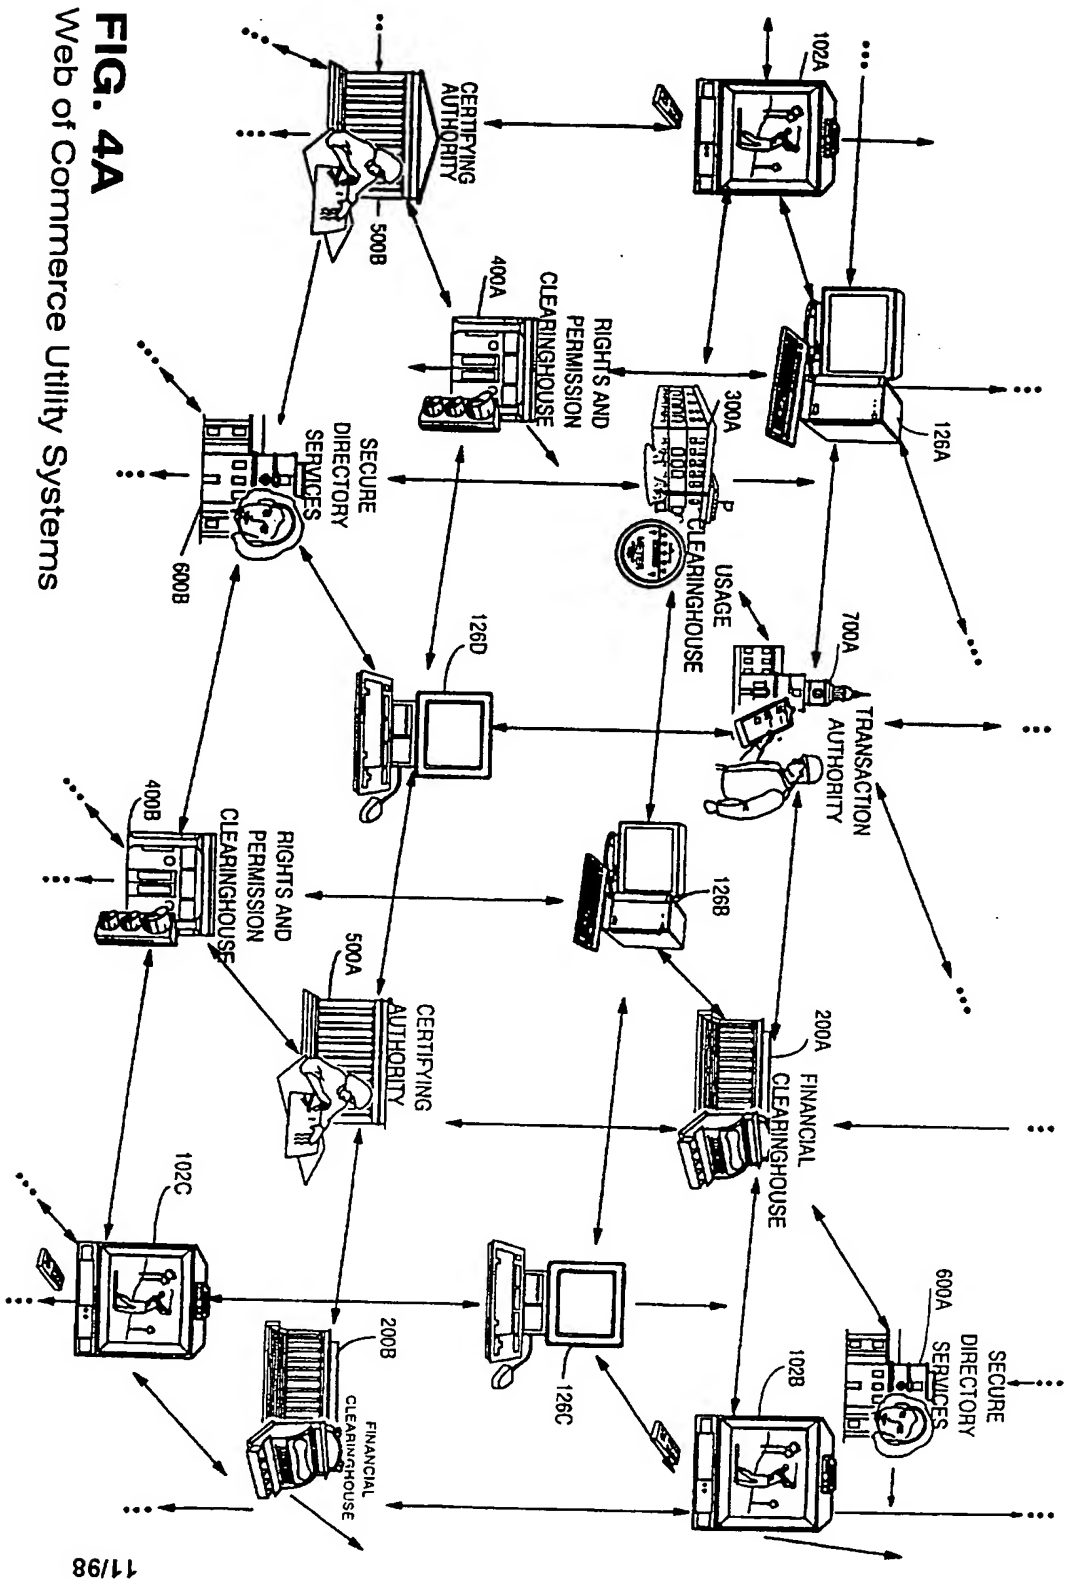 11/98
102A
126A
126A
CERTIFYING
AUTHORITY
500B
400A
RIGHTS AND
PERMISSION
CLEARINGHOUSE
300A
METER
USAGE
CLEARINGHOUSE
700A
TRANSACTION
AUTHORITY
SECURE
DIRECTORY
SERVICES
600B
126D
126B
200A
FINANCIAL
CLEARINGHOUSE
600A
SECURE
DIRECTORY
SERVICES
400B
RIGHTS AND
PERMISSION
CLEARINGHOUSE
500A
CERTIFYING
AUTHORITY
126C
102B
102C
200B
FINANCIAL
CLEARINGHOUSE
FIG. 4A
Web of Commerce Utility Systems